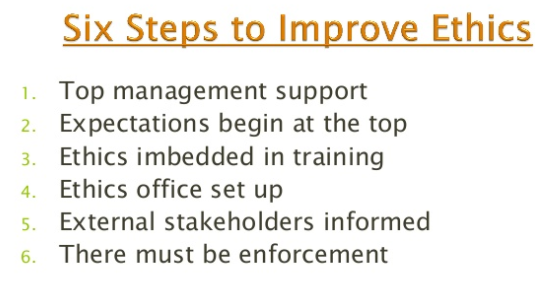 Six Steps to Improve Ethics
1. Top management support
2. Expectations begin at the top
3. Ethics imbedded in training
4. Ethics office set up
5. External stakeholders informed
6. There must be enforcement